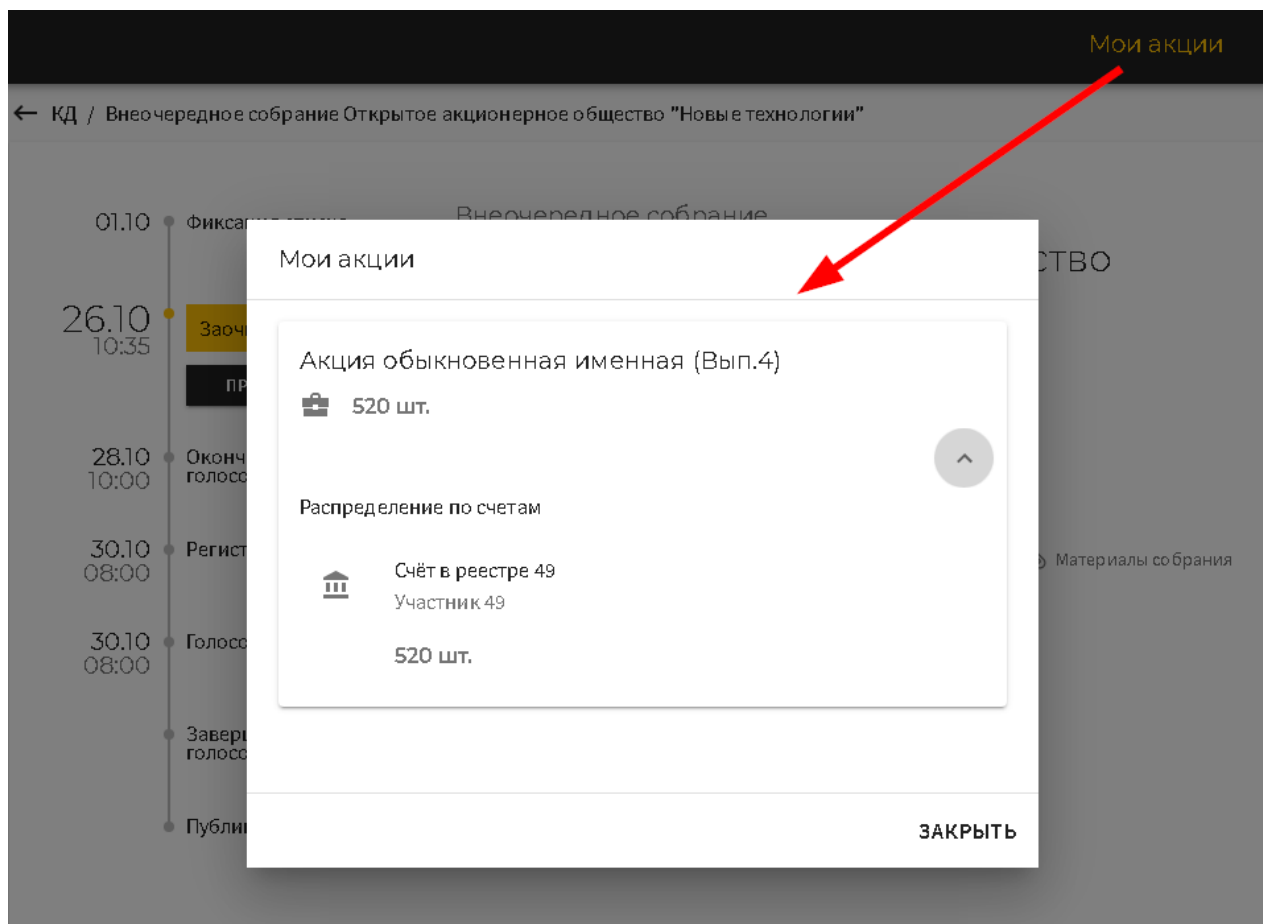 Мои акции
КД / Внеочередное собрание Открытое акционерное общество "Новые технологии"
01.10
Внеочередное собрание
26.10
10:35
28.10
10:00
30.10
08:00
Материалы собрания
30.10
08:00
Мои акции
Акция обыкновенная именная (Вып.4)
520 шт.
Распределение по счетам
Счёт в реестре 49
Участник 49
520 шт.
ЗАКРЫТЬ